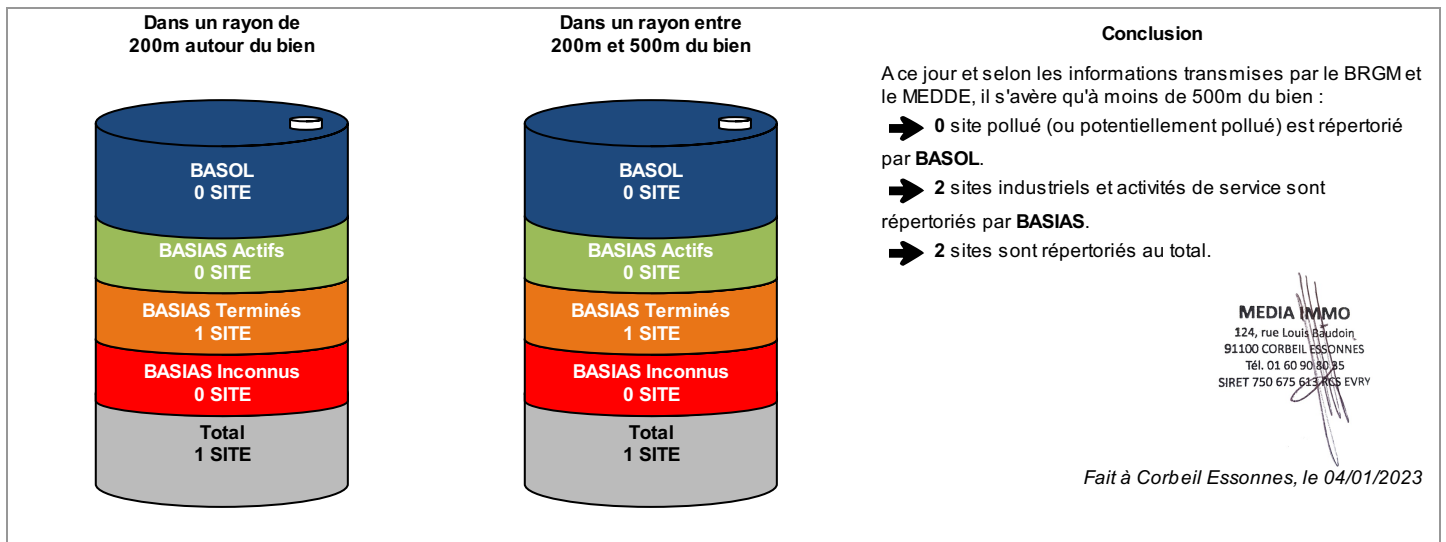 Dans un rayon de
200m autour du bien
BASOL
0 SITE
BASIAS Actifs
0 SITE
BASIAS Terminés
1 SITE
BASIAS Inconnus
0 SITE
Total
1 SITE
Dans un rayon entre
200m et 500m du bien
BASOL
0 SITE
BASIAS Actifs
0 SITE
BASIAS Terminés
1 SITE
BASIAS Inconnus
0 SITE
Total
1 SITE
Conclusion
A ce jour et selon les informations transmises par le BRGM et
le MEDDE, il s'avère qu'à moins de 500m du bien :
0 site pollué (ou potentiellement pollué) est répertorié
par BASOL.
2 sites industriels et activités de service sont
répertoriés par BASIAS.
2 sites sont répertoriés au total.
MEDIA IMMO
124, rue Louis Baudoin
91100 CORBEIL ESSONNES
Tél. 01 60 90 80 85
SIRET 750 675 613 RCS EVRY
Fait à Corbeil Essonnes, le 04/01/2023